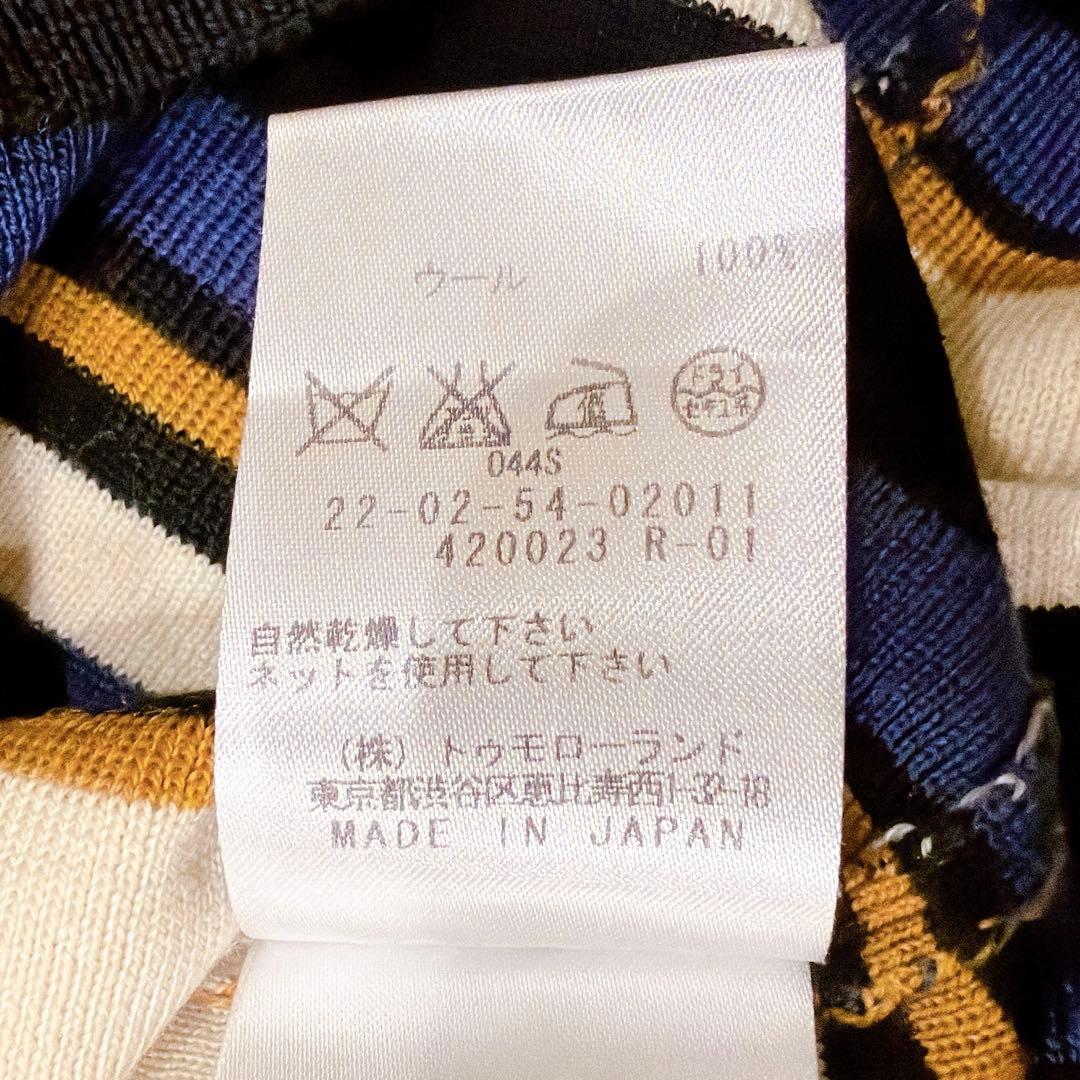 ウール 100%
低 ドライ
セキユ系
044S
22-02-54-02011
420023 R-01
自然乾燥して下さい
ネットを使用して下さい
(株) トゥモローランド
東京都渋谷区恵比寿西1-32-18
MADE IN JAPAN